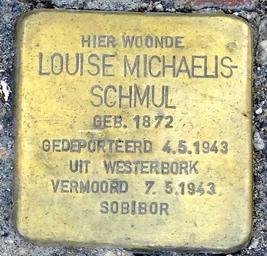 HIER WOONDE
LOUISE MICHAELIS-
SCHMUL
GEB. 1872
GEDEPORTEERD 4.5.1943
UIT WESTERBORK
VERMOORD 7.5.1943
SOBIBOR